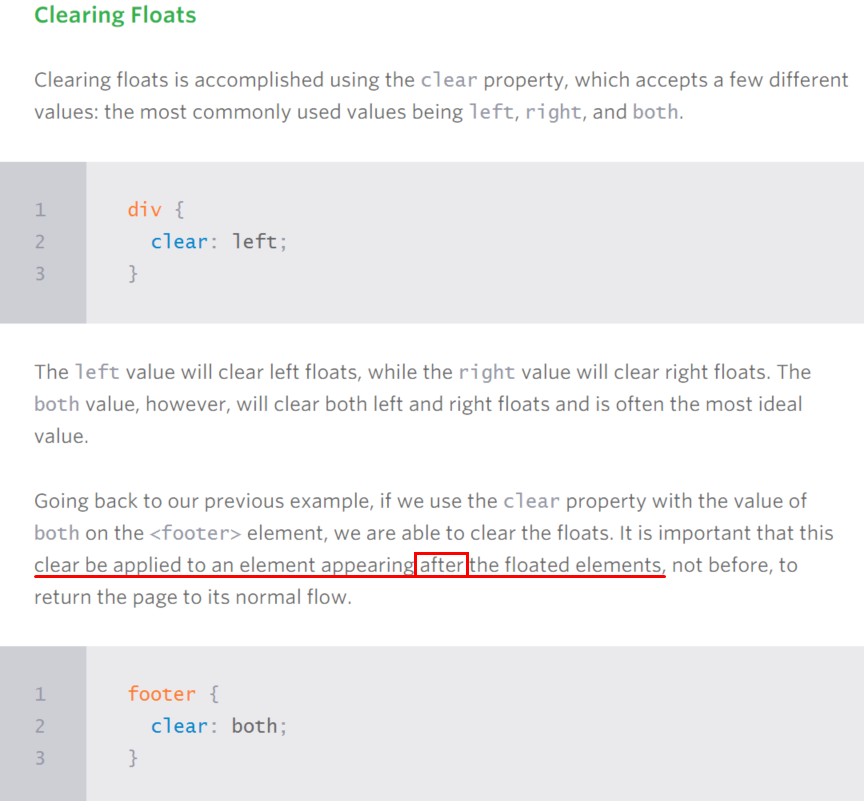 Clearing Floats
Clearing floats is accomplished using the clear property, which accepts a few different
values: the most commonly used values being left, right, and both.
1 div {
2 clear: left;
3 }
The left value will clear left floats, while the right value will clear right floats. The
both value, however, will clear both left and right floats and is often the most ideal
value.
Going back to our previous example, if we use the clear property with the value of
both on the <footer> element, we are able to clear the floats. It is important that this
clear be applied to an element appearing after the floated elements, not before, to
return the page to its normal flow.
1 footer {
2 clear: both;
3 }